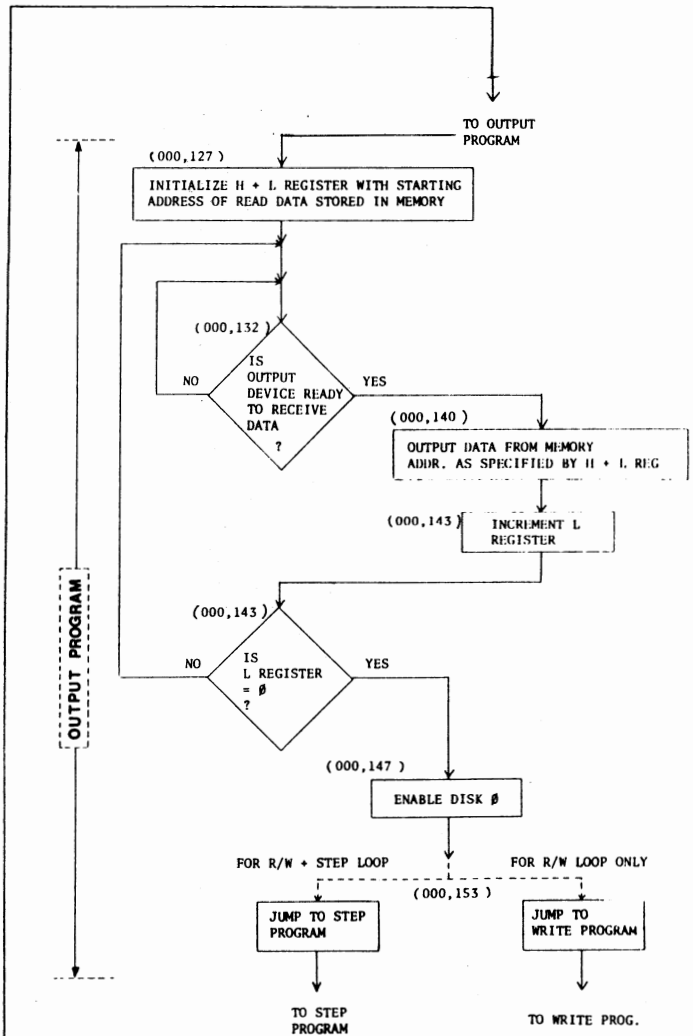 TO OUTPUT
PROGRAM
(000,127)
INITIALIZE H + L REGISTER WITH STARTING
ADDRESS OF READ DATA STORED IN MEMORY
(000,132)
IS
OUTPUT
DEVICE READY
TO RECEIVE
DATA
?
NO
YES
(000,140)
OUTPUT DATA FROM MEMORY
ADDR. AS SPECIFIED BY H + L REG
(000,143)
INCREMENT L
REGISTER
(000,143)
IS
L REGISTER
= Ø
?
NO
YES
OUTPUT PROGRAM
(000,147)
ENABLE DISK Ø
FOR R/W + STEP LOOP
FOR R/W LOOP ONLY
(000,153)
JUMP TO STEP
PROGRAM
JUMP TO
WRITE PROGRAM
TO STEP
PROGRAM
TO WRITE PROG.